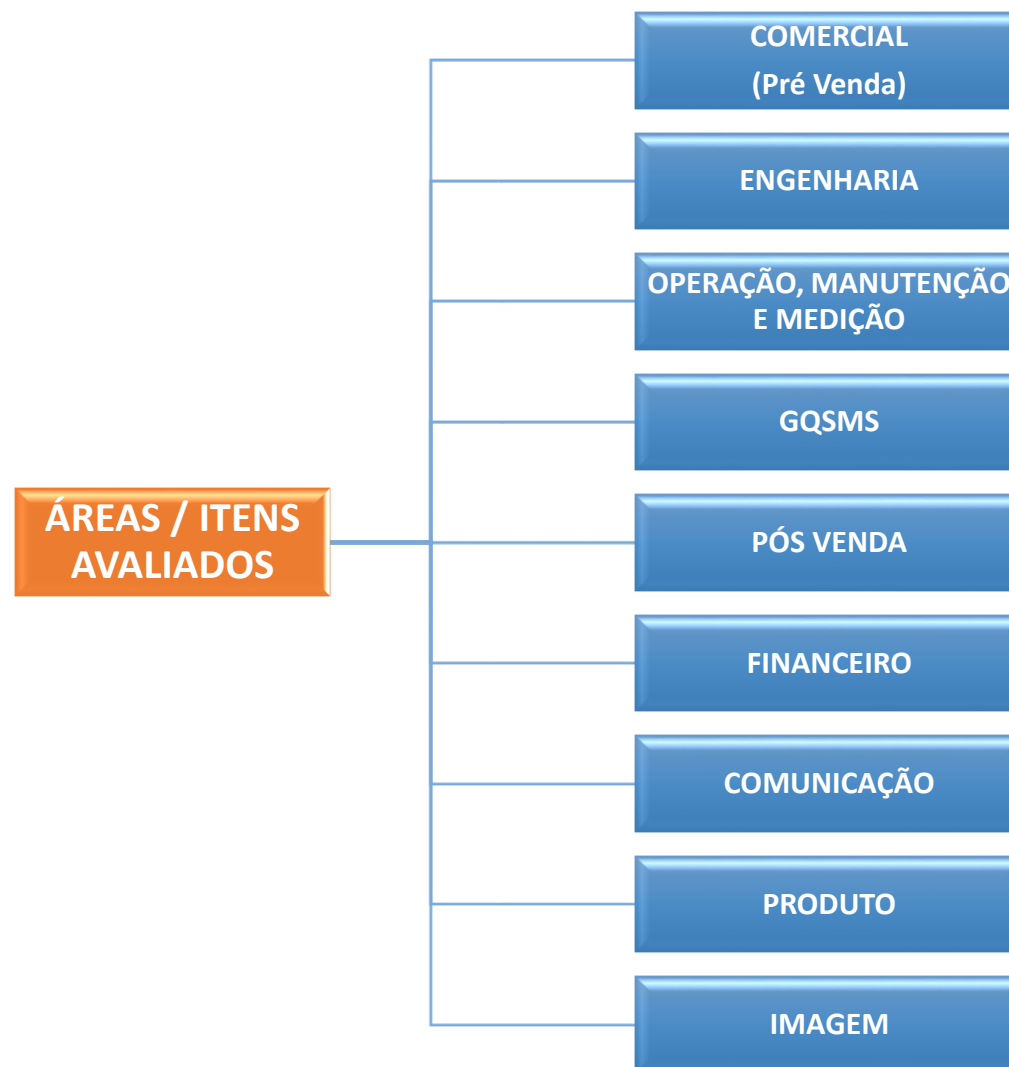 COMERCIAL
(Pré Venda)
ENGENHARIA
OPERAÇÃO, MANUTENÇÃO
E MEDIÇÃO
GQSMS
ÁREAS / ITENS
AVALIADOS
PÓS VENDA
FINANCEIRO
COMUNICAÇÃO
PRODUTO
IMAGEM